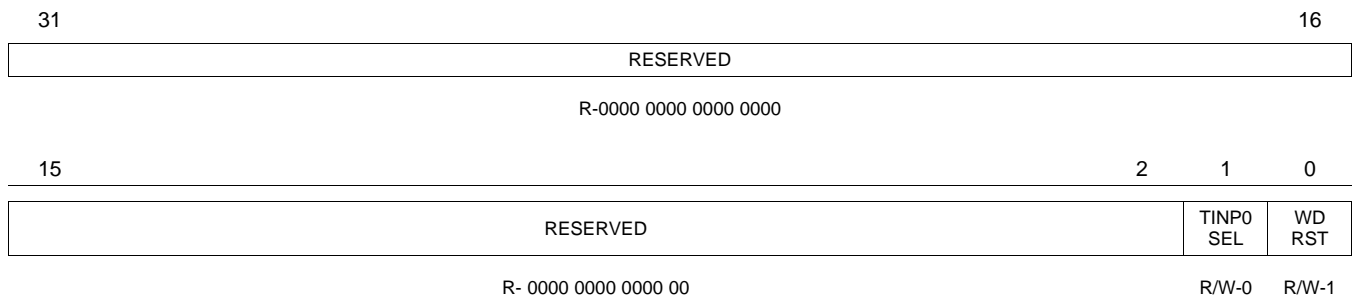 31 16
RESERVED
R-0000 0000 0000 0000
15 2 1 0
RESERVED TINP0 SEL WD RST
R- 0000 0000 0000 00 R/W-0 R/W-1